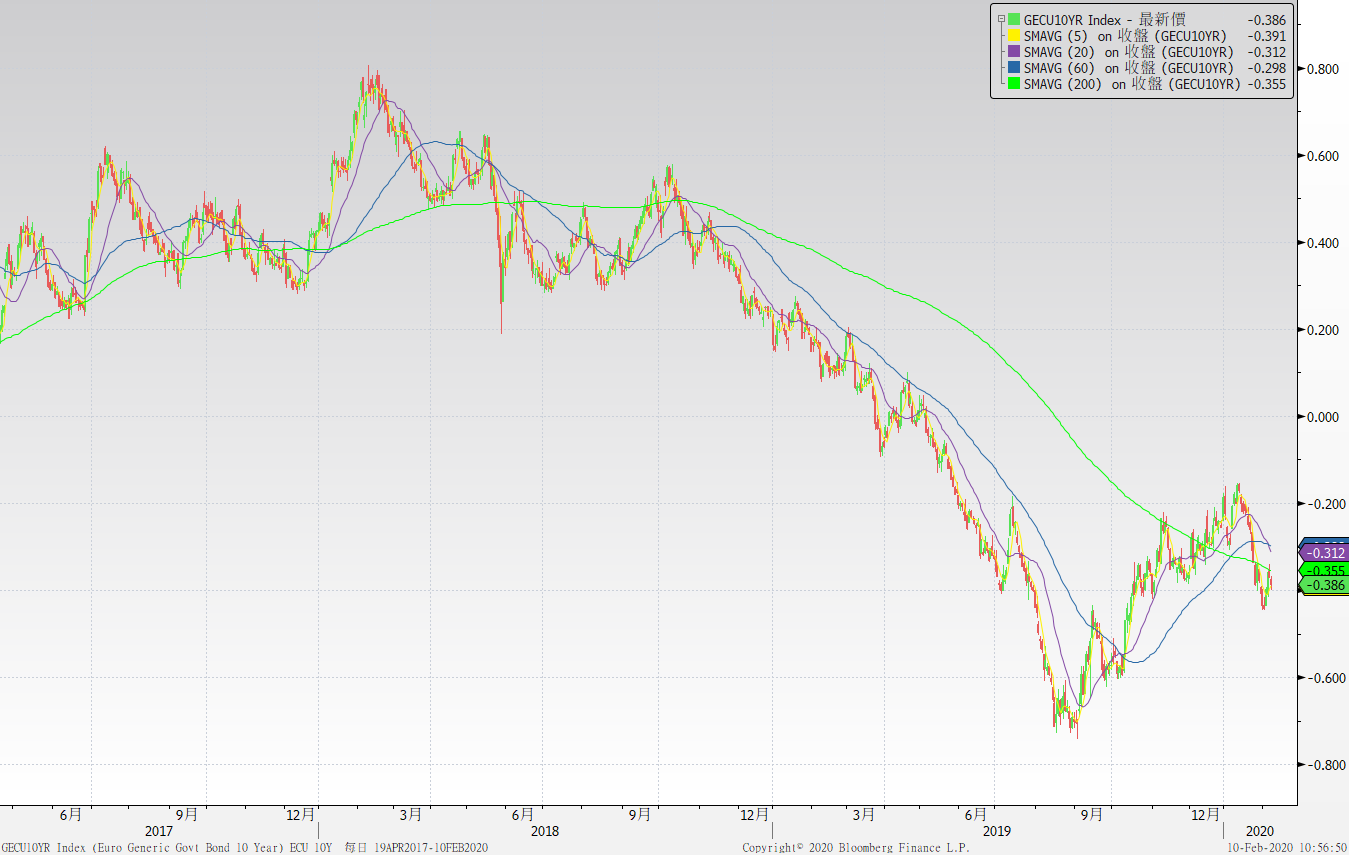 GECU10YR Index - 最新價 -0.386
SMAVG (5) on 收盤 (GECU10YR) -0.391
SMAVG (20) on 收盤 (GECU10YR) -0.312
SMAVG (60) on 收盤 (GECU10YR) -0.298
SMAVG (200) on 收盤 (GECU10YR) -0.355
0.800
0.600
0.400
0.200
0.000
-0.200
-0.312
-0.355
-0.386
-0.600
-0.800
6月 9月 12月 3月 6月 9月 12月 3月 6月 9月 12月
2017 2018 2019 2020
GECU10YR Index (Euro Generic Govt Bond 10 Year) ECU 10Y 每日 19APR2017-10FEB2020 Copyright© 2020 Bloomberg Finance L.P. 10-Feb-2020 10:56:50